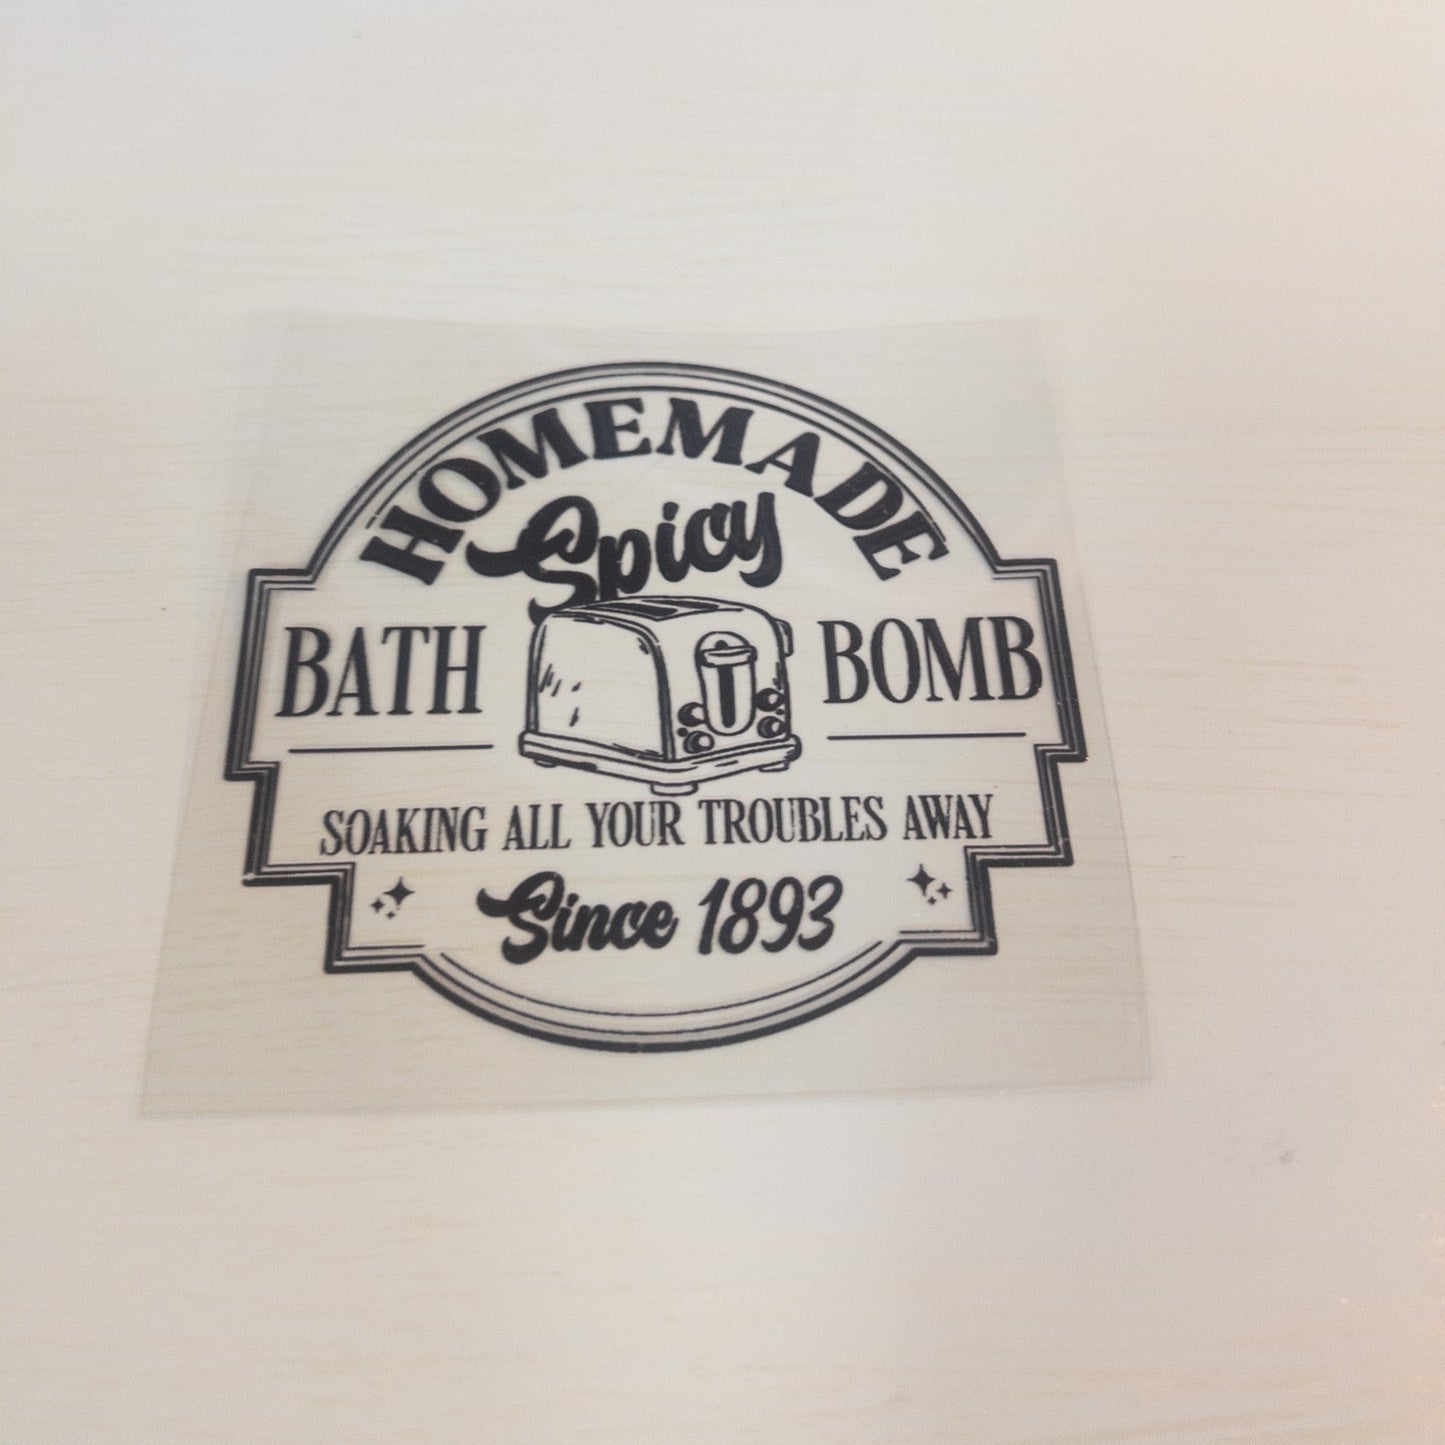 HOMEMADE
Spicy
BATH BOMB
SOAKING ALL YOUR TROUBLES AWAY
Since 1893